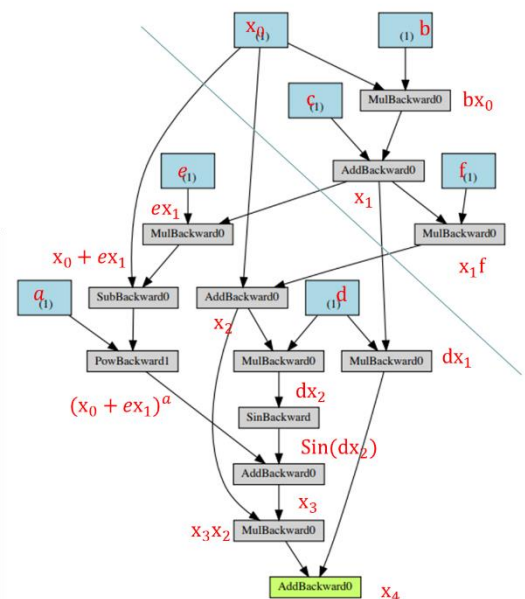 x₀ b
(1) (1)
c
(1) MulBackward0 bx₀
e AddBackward0 f
(1) (1)
ex₁ x₁
MulBackward0 MulBackward0
x₀ + ex₁ x₁f
a d
(1) SubBackward0 AddBackward0 (1)
x₂
PowBackward1 MulBackward0 MulBackward0 dx₁
(x₀ + ex₁)ᵃ dx₂
SinBackward
Sin(dx₂)
AddBackward0
x₃
x₃x₂ MulBackward0
AddBackward0 x₄